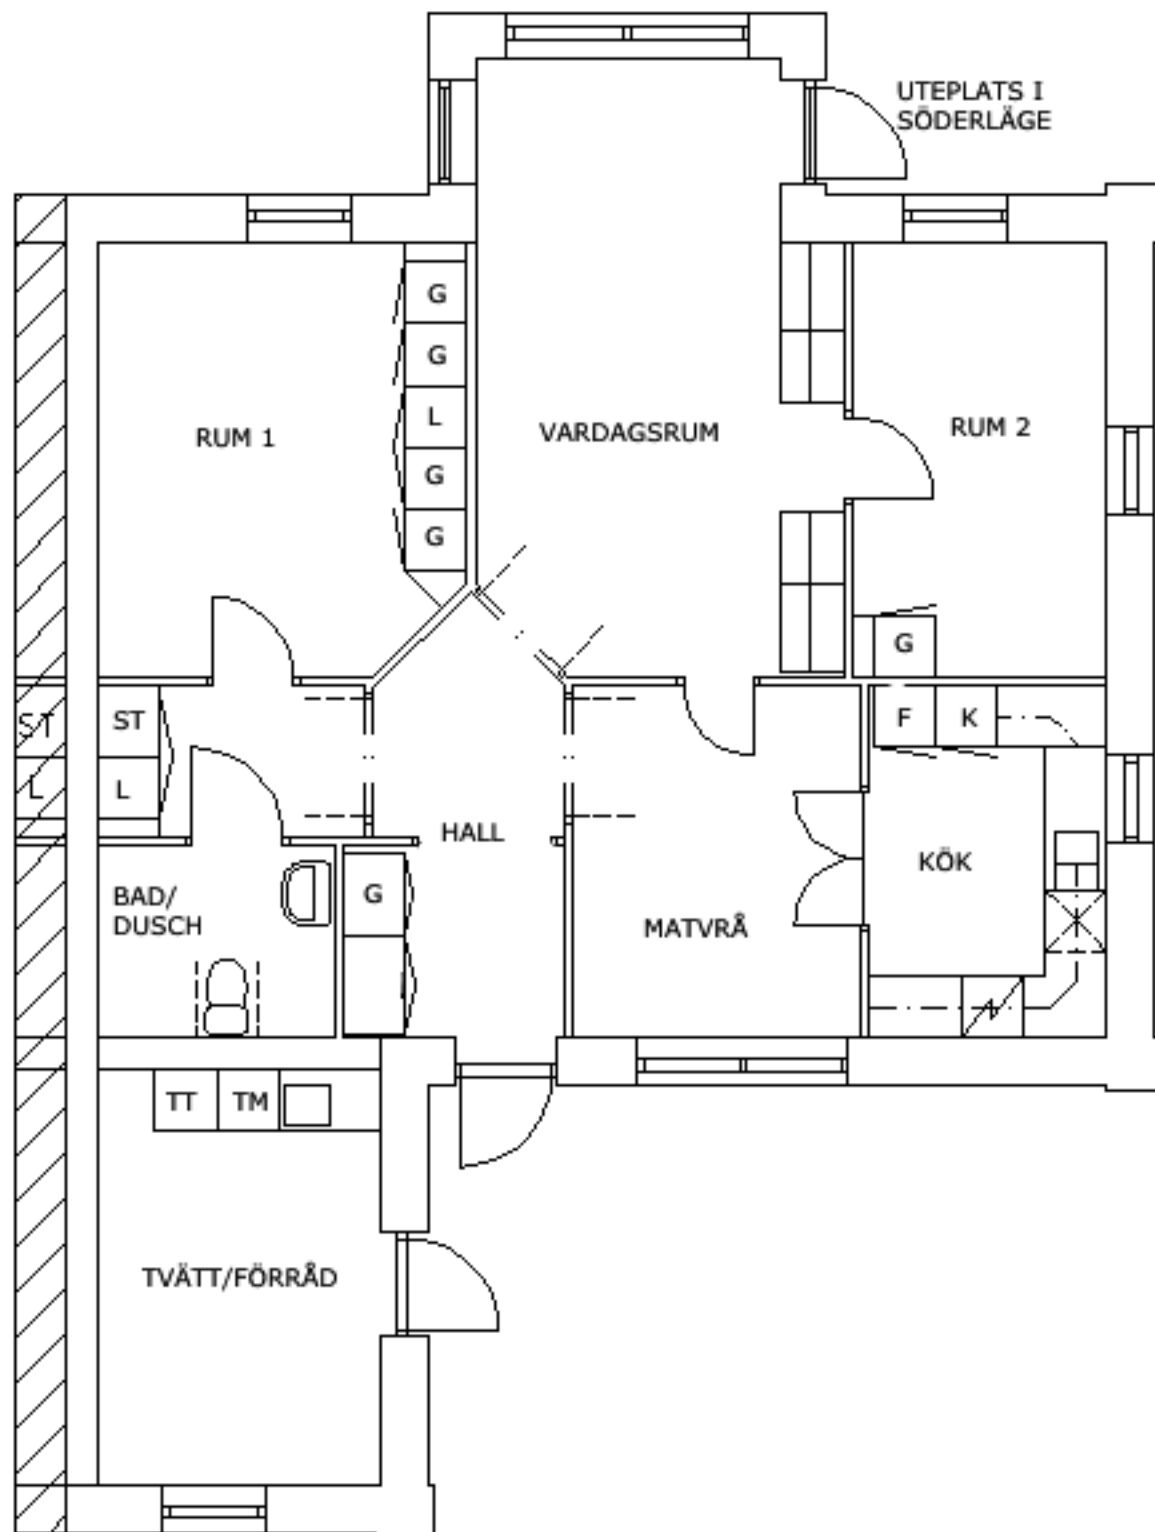 UTEPLATS I
SÖDERLÄGE
G
G
L
G
G
RUM 1
VARDAGSRUM
RUM 2
G
ST
ST
F
K
L
L
HALL
KÖK
BAD/
DUSCH
G
MATVRÅ
TT
TM
TVÄTT/FÖRRÅD